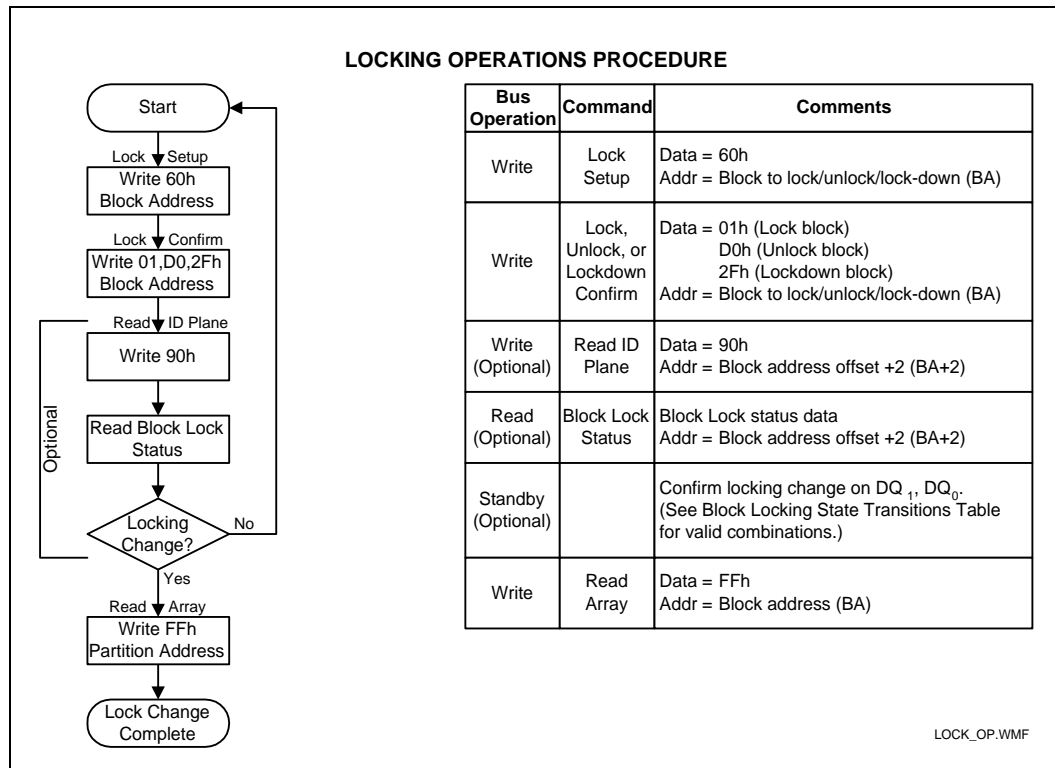 LOCKING OPERATIONS PROCEDURE
Start
Lock Setup
Write 60h
Block Address
Lock Confirm
Write 01,D0,2Fh
Block Address
Read ID Plane
Write 90h
Optional
Read Block Lock
Status
Locking
Change?
No
Yes
Read Array
Write FFh
Partition Address
Lock Change
Complete
Bus
Operation
Command
Comments
Write
Lock
Setup
Data = 60h
Addr = Block to lock/unlock/lock-down (BA)
Write
Lock,
Unlock, or
Lockdown
Confirm
Data = 01h (Lock block)
D0h (Unlock block)
2Fh (Lockdown block)
Addr = Block to lock/unlock/lock-down (BA)
Write
(Optional)
Read ID
Plane
Data = 90h
Addr = Block address offset +2 (BA+2)
Read
(Optional)
Block Lock
Status
Block Lock status data
Addr = Block address offset +2 (BA+2)
Standby
(Optional)
Confirm locking change on DQ 1, DQ0.
(See Block Locking State Transitions Table
for valid combinations.)
Write
Read
Array
Data = FFh
Addr = Block address (BA)
LOCK_OP.WMF